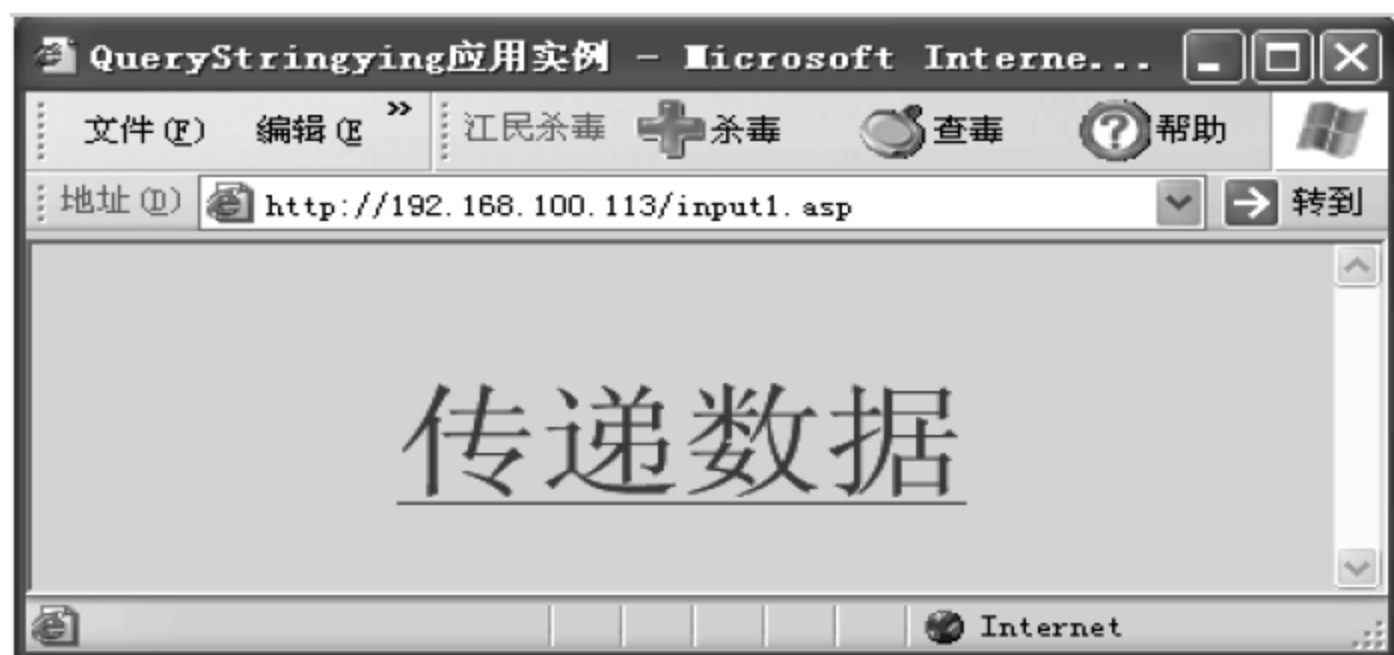 QueryStringying应用实例 - Microsoft Interne...
文件(F) 编辑(E » 江民杀毒 杀毒 查毒 帮助
地址(D) http://192.168.100.113/input1.asp 转到
传递数据
Internet